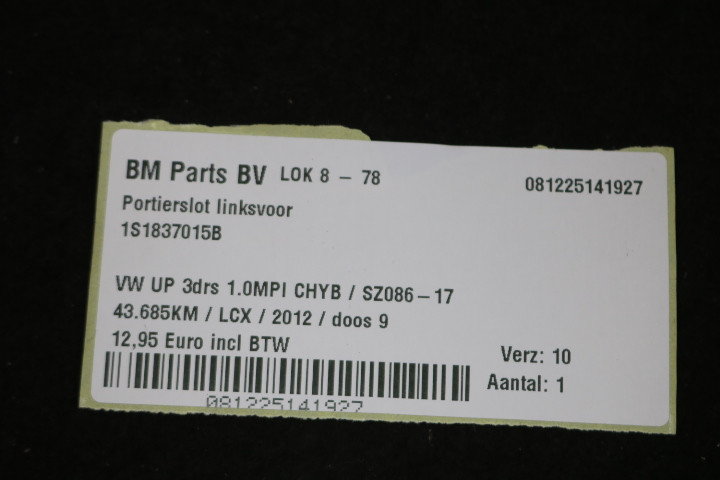 BM Parts BV LOK 8 - 78
081225141927
Portierslot linksvoor
1S1837015B
VW UP 3drs 1.0MPI CHYB / SZ086-17
43.685KM / LCX / 2012 / doos 9
12,95 Euro incl BTW
Verz: 10
Aantal: 1
081225141927